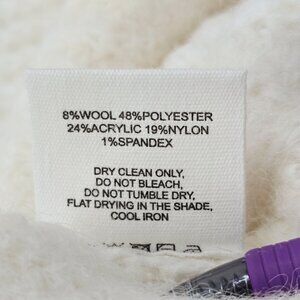 8%WOOL 48%POLYESTER
24%ACRYLIC 19%NYLON
1%SPANDEX
DRY CLEAN ONLY,
DO NOT BLEACH,
DO NOT TUMBLE DRY,
FLAT DRYING IN THE SHADE,
COOL IRON